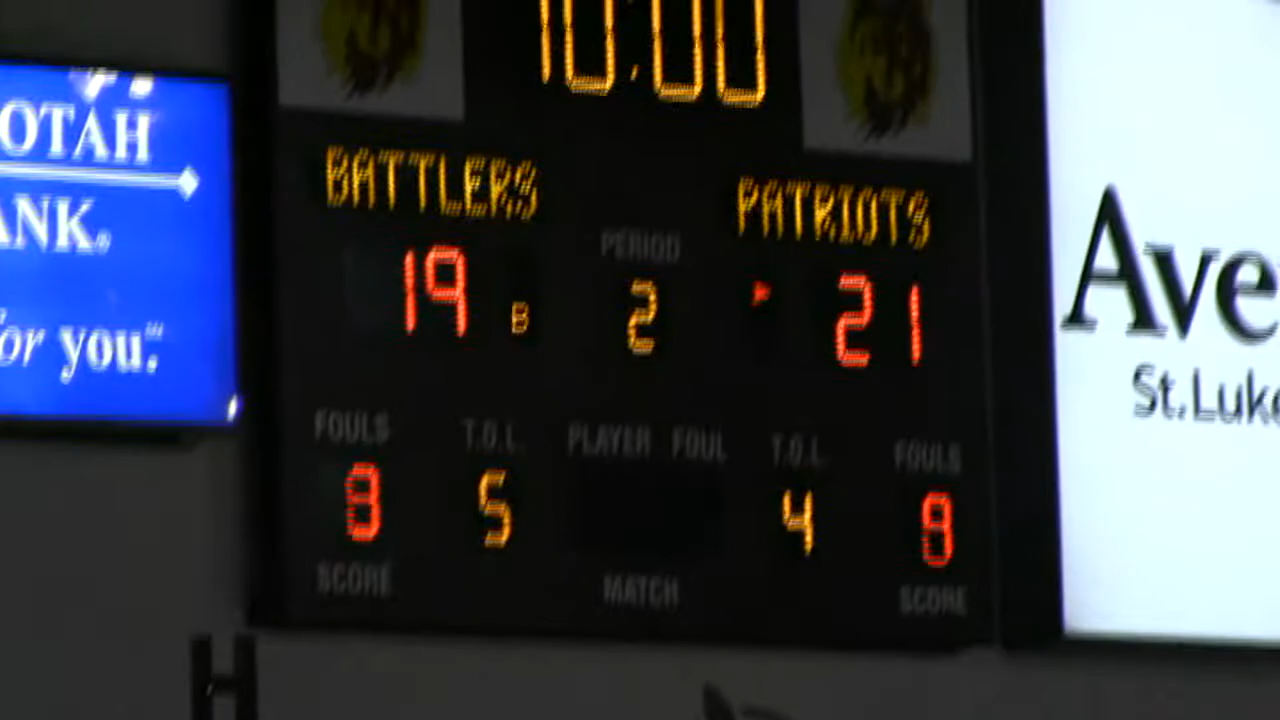 10:00
BATTLERS PATRIOTS
PERIOD
19 B 2 21
FOULS T.O.L. PLAYER FOUL T.O.L. FOULS
5 4 8
SCORE MATCH SCORE
OTAH
ANK®
for you."
Ave
St.Luke